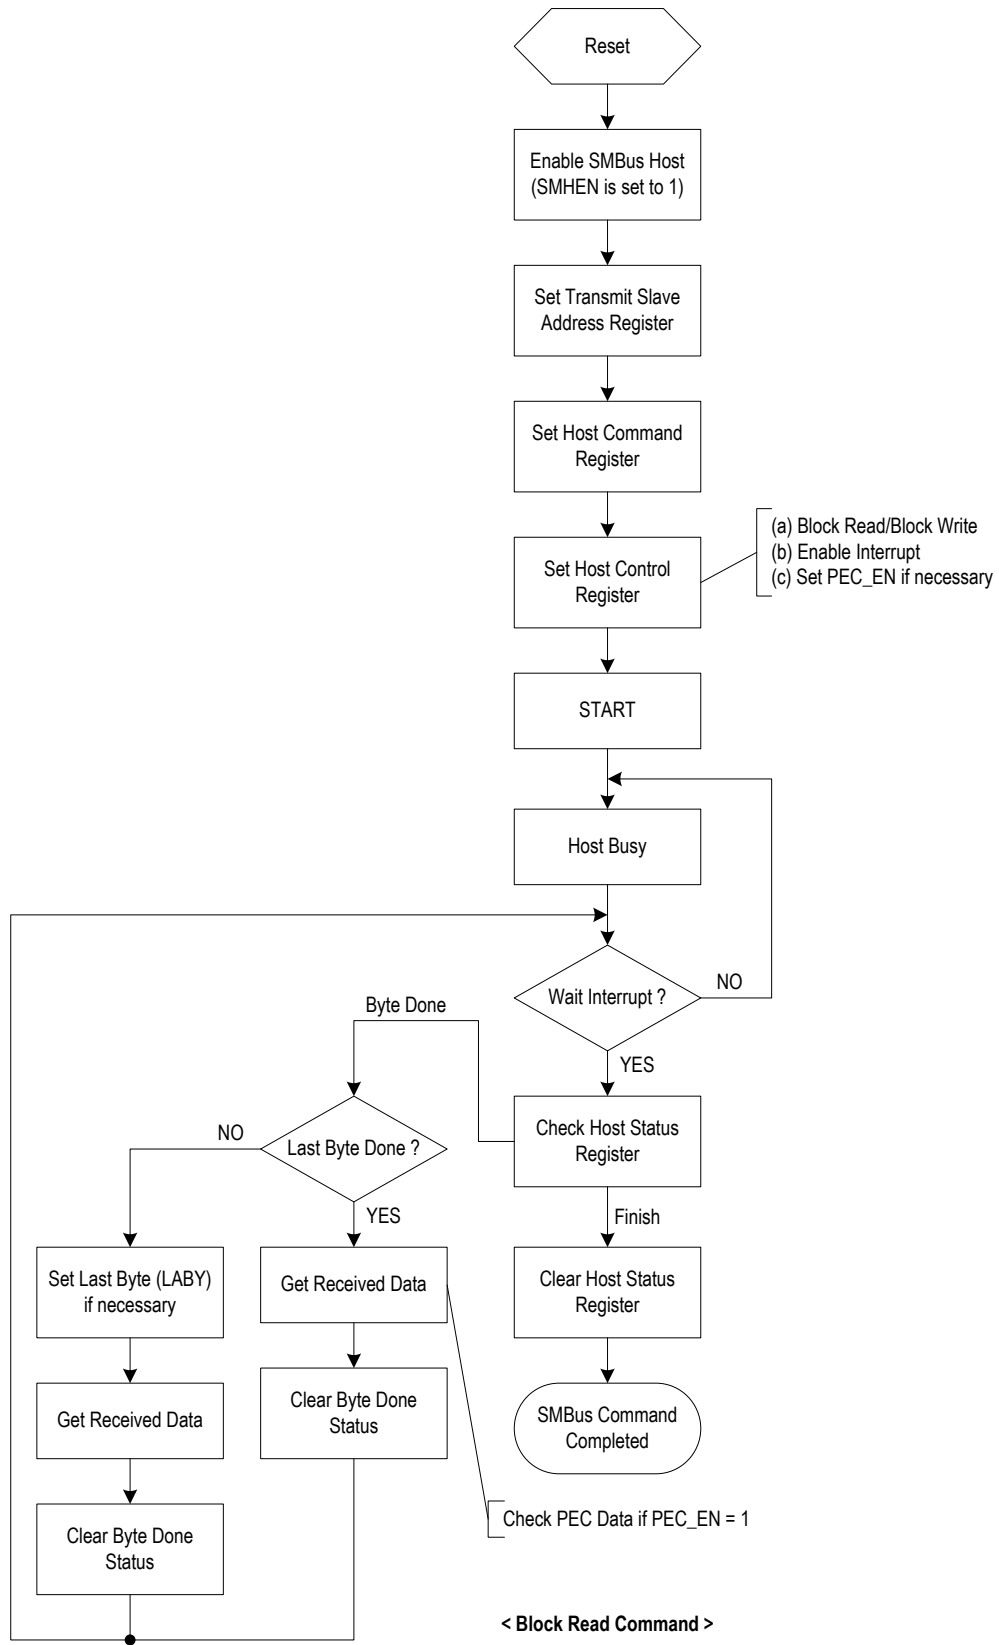 Reset
Enable SMBus Host
(SMHEN is set to 1)
Set Transmit Slave
Address Register
Set Host Command
Register
Set Host Control
Register
(a) Block Read/Block Write
(b) Enable Interrupt
(c) Set PEC_EN if necessary
START
Host Busy
Wait Interrupt ?
NO
YES
Byte Done
Check Host Status
Register
Last Byte Done ?
NO
YES
Finish
Set Last Byte (LABY)
if necessary
Get Received Data
Clear Host Status
Register
Get Received Data
Clear Byte Done
Status
SMBus Command
Completed
Clear Byte Done
Status
Check PEC Data if PEC_EN = 1
< Block Read Command >